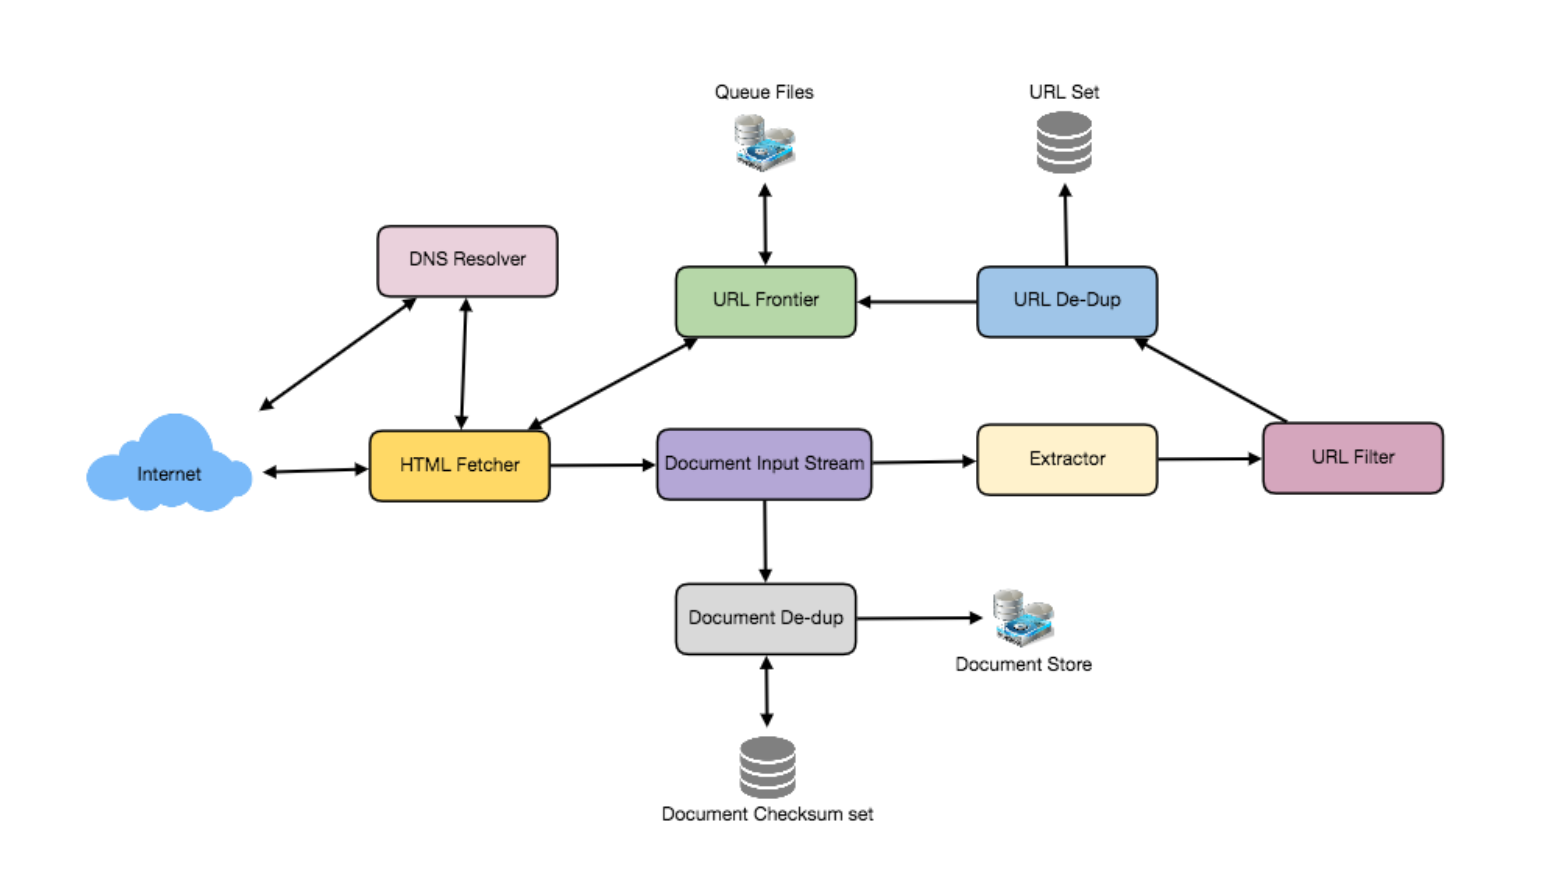 Queue Files
URL Set
DNS Resolver
URL Frontier
URL De-Dup
Internet
HTML Fetcher
Document Input Stream
Extractor
URL Filter
Document De-dup
Document Store
Document Checksum set